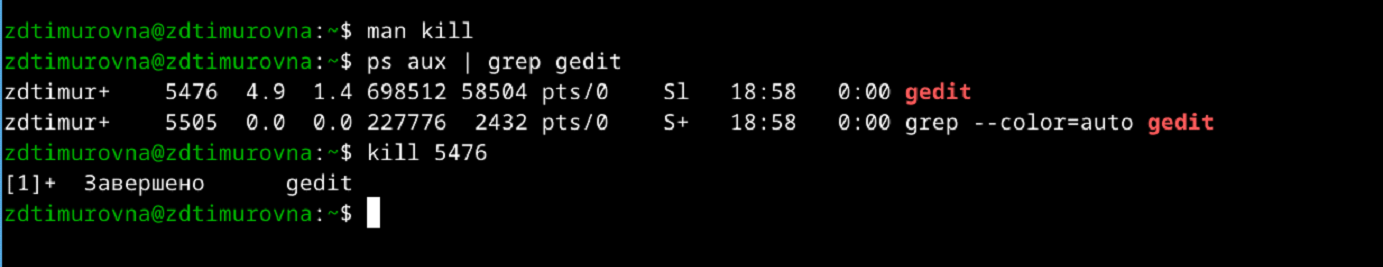 zdtimurovna@zdtimurovna:~$ man kill
zdtimurovna@zdtimurovna:~$ ps aux | grep gedit
zdtimur+    5476  4.9  1.4 698512 58504 pts/0    Sl   18:58   0:00 gedit
zdtimur+    5505  0.0  0.0 227776  2432 pts/0    S+   18:58   0:00 grep --color=auto gedit
zdtimurovna@zdtimurovna:~$ kill 5476
[1]+  Завершено      gedit
zdtimurovna@zdtimurovna:~$